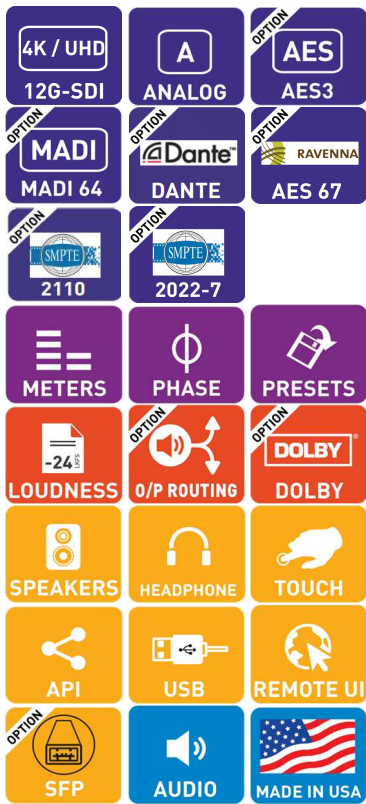 4K / UHD
12G-SDI
A
ANALOG
OPTION
AES
AES3
OPTION
MADI
MADI 64
OPTION
Dante™
DANTE
OPTION
RAVENNA
AES 67
OPTION
SMPTE
2110
OPTION
SMPTE
2022-7
METERS
PHASE
PRESETS
-24 LKFS
LOUDNESS
OPTION
O/P ROUTING
OPTION
DOLBY®
DOLBY
SPEAKERS
HEADPHONE
TOUCH
API
USB
REMOTE UI
OPTION
SFP
AUDIO
MADE IN USA